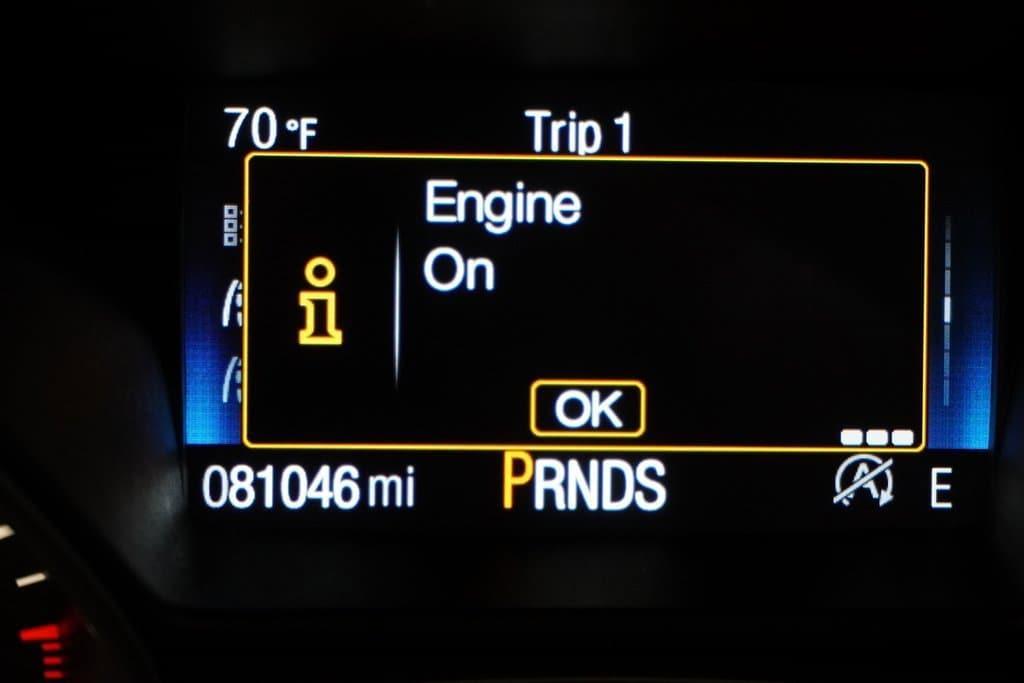 70 °F
Trip 1
Engine
On
OK
081046 mi
PRNDS
A
E